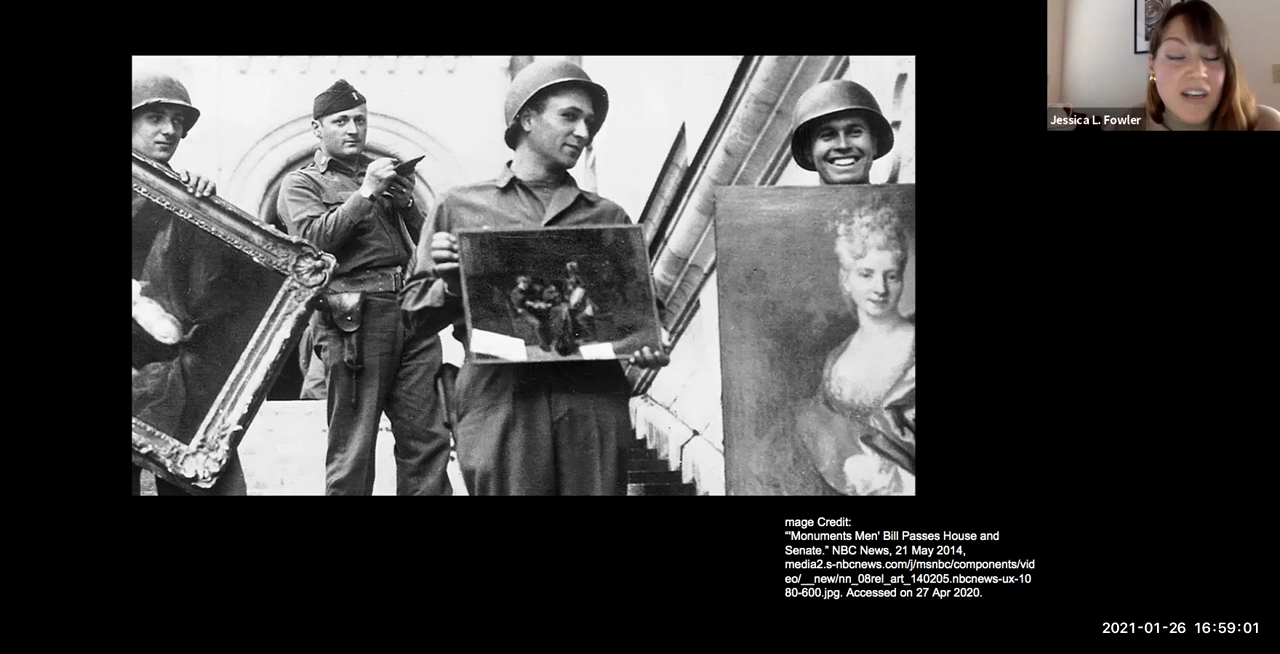 Jessica L. Fowler
mage Credit:
"'Monuments Men' Bill Passes House and
Senate." NBC News, 21 May 2014,
media2.s-nbcnews.com/j/msnbc/components/vid
eo/__new/nn_08rel_art_140205.nbcnews-ux-10
80-600.jpg. Accessed on 27 Apr 2020.
2021-01-26 16:59:01